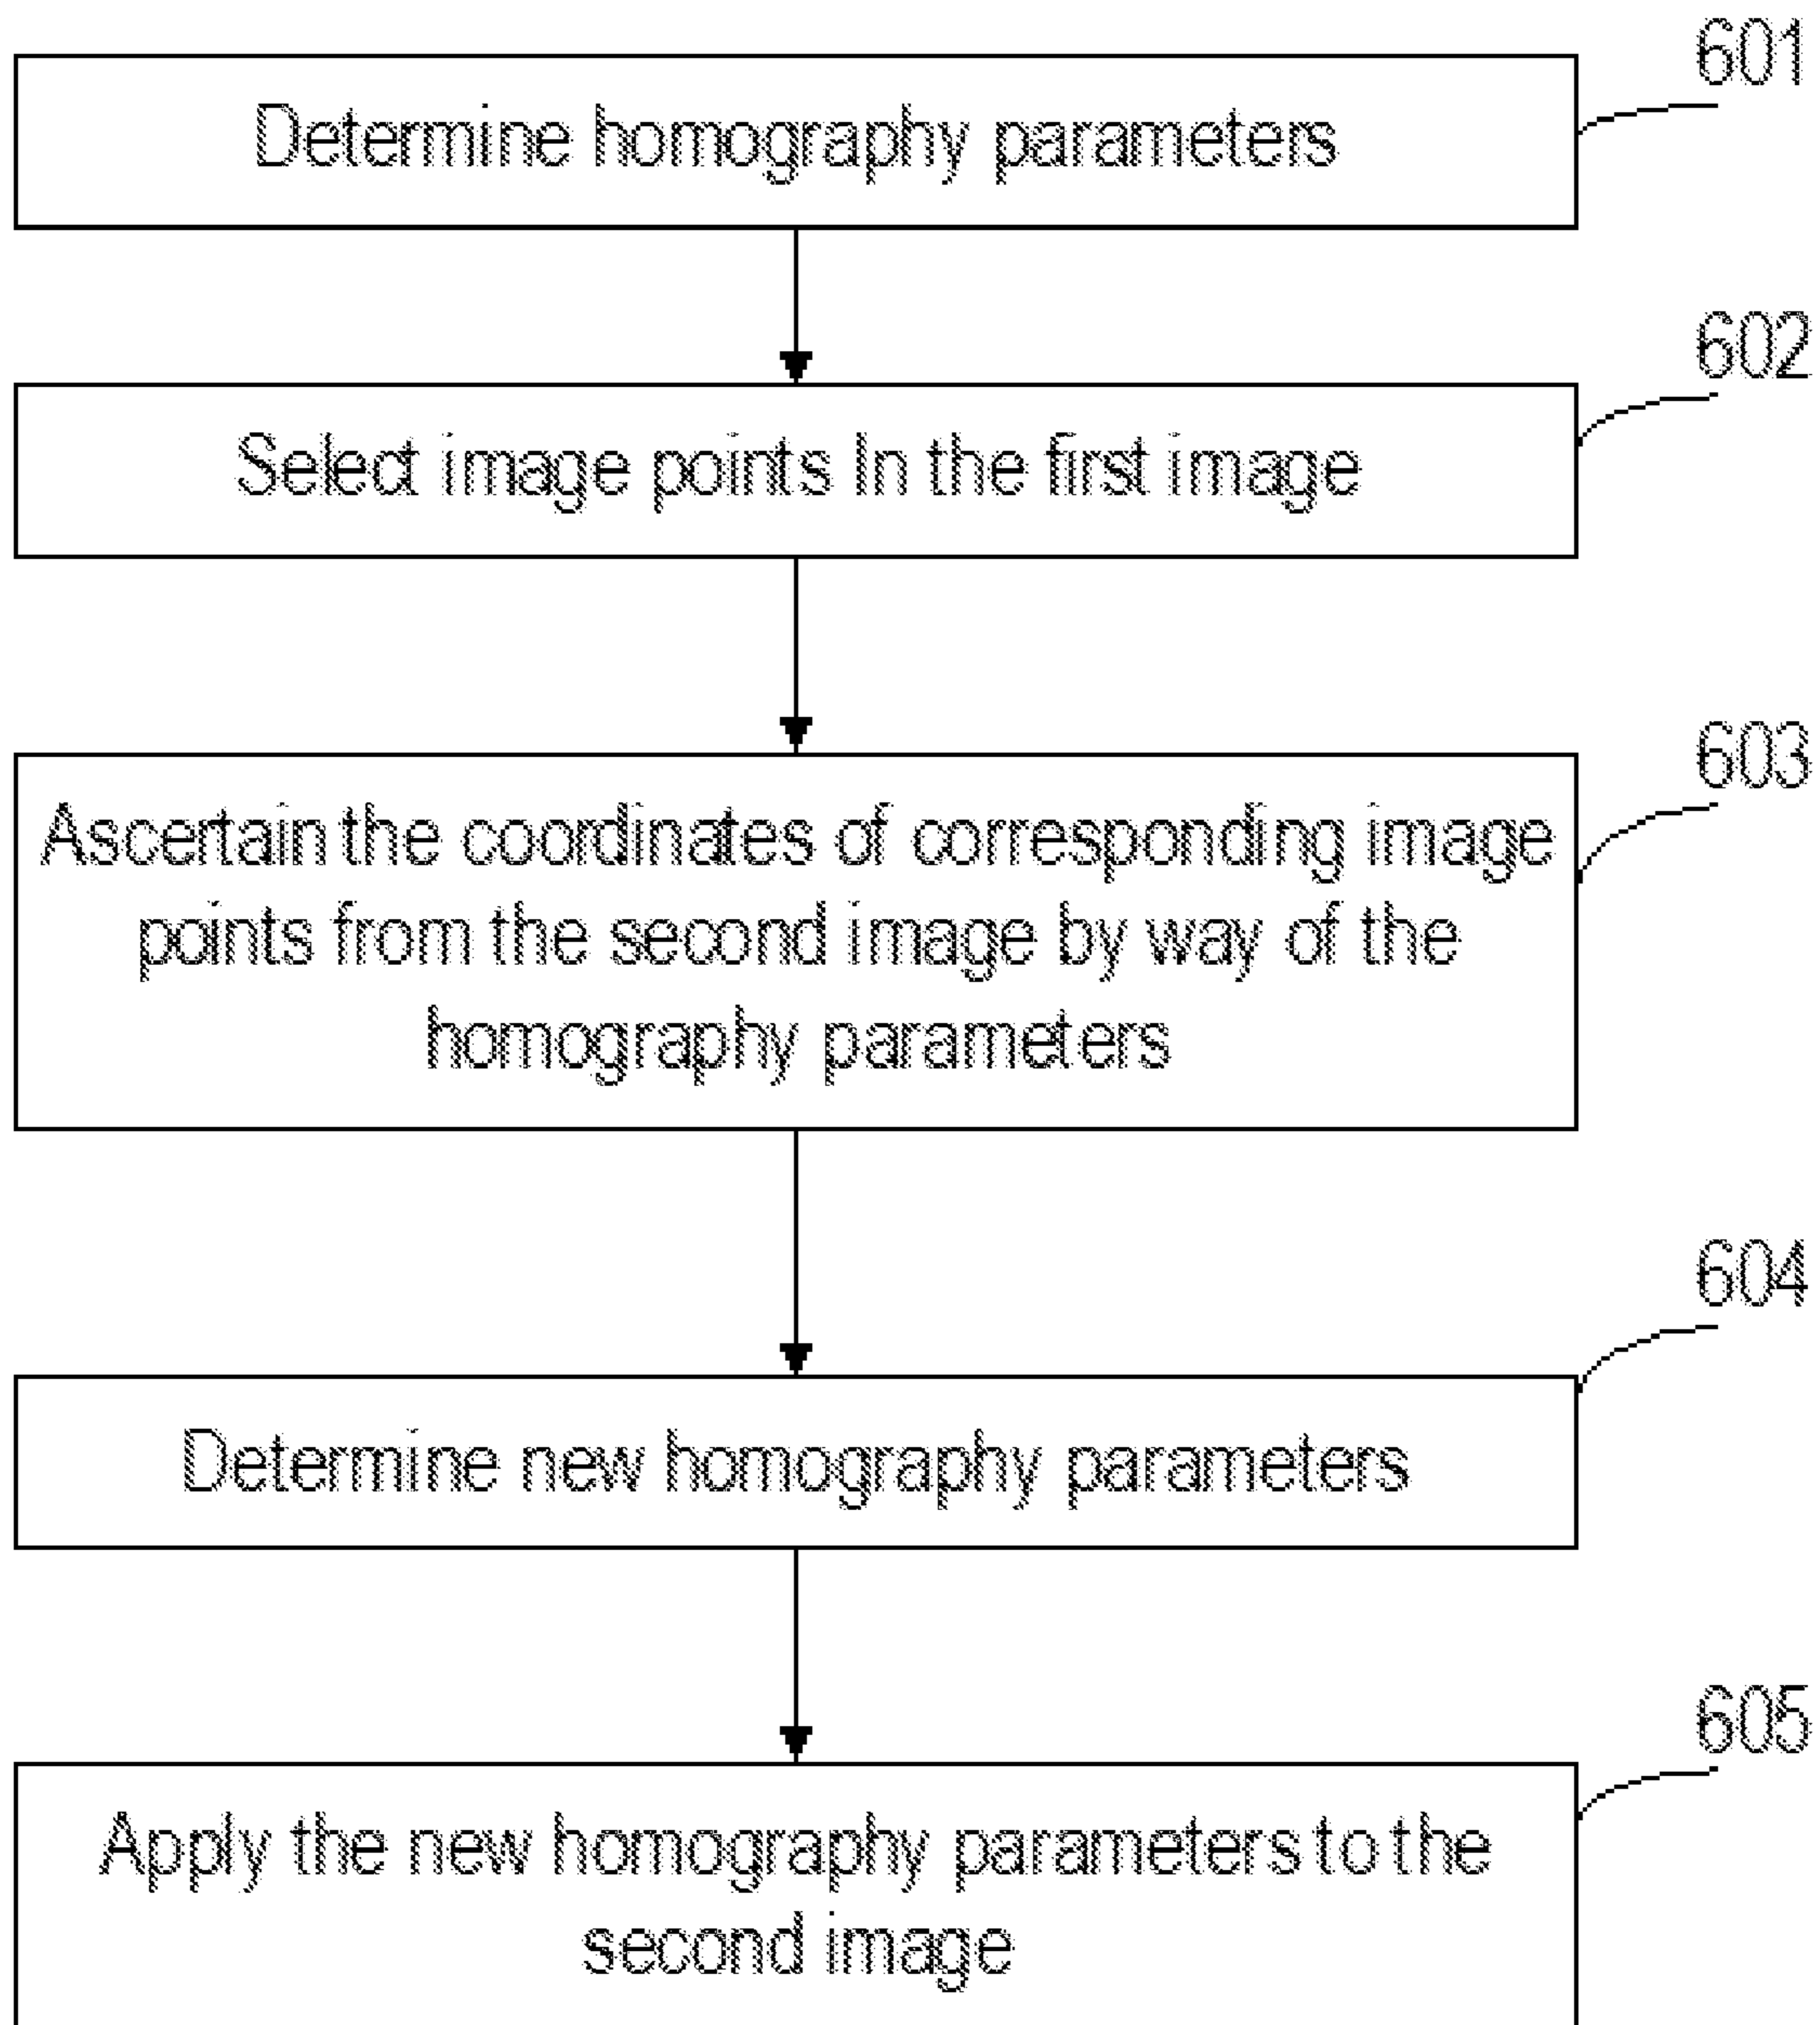 601
Determine homography parameters
602
Select image points In the first image
603
Ascertain the coordinates of corresponding image
points from the second image by way of the
homography parameters
604
Determine new homography parameters
605
Apply the new homography parameters to the
second image